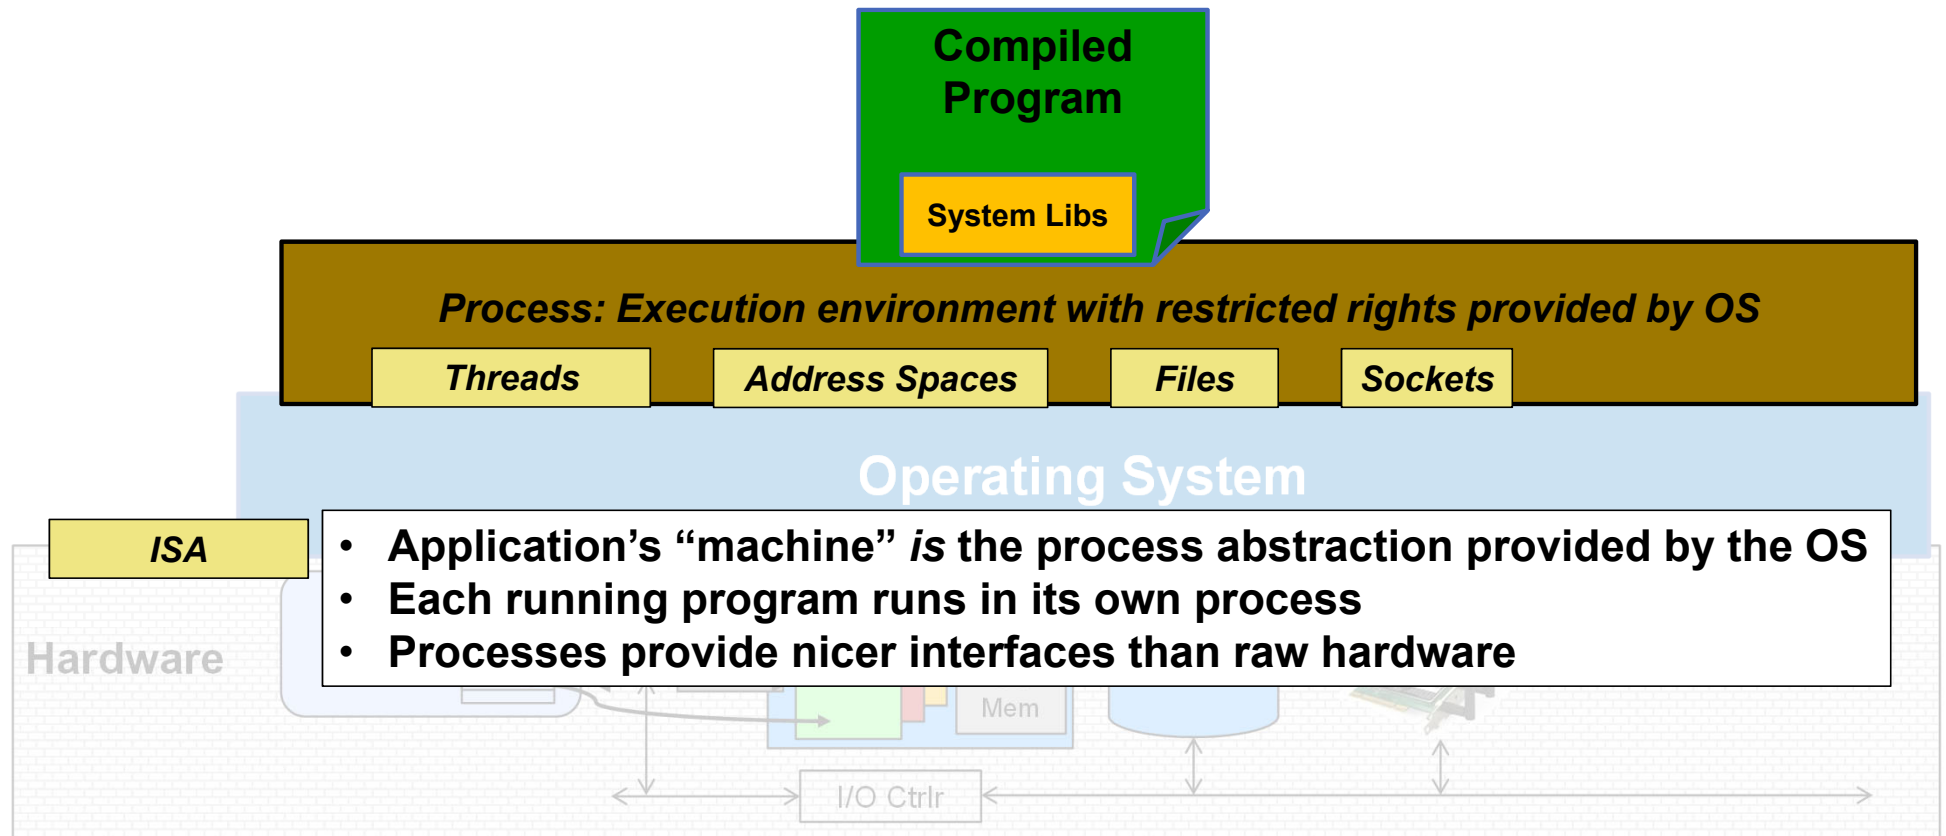 Compiled
Program
System Libs
Process: Execution environment with restricted rights provided by OS
Threads
Address Spaces
Files
Sockets
Operating System
ISA
• Application’s “machine” is the process abstraction provided by the OS
• Each running program runs in its own process
• Processes provide nicer interfaces than raw hardware
Hardware
Mem
I/O Ctrlr